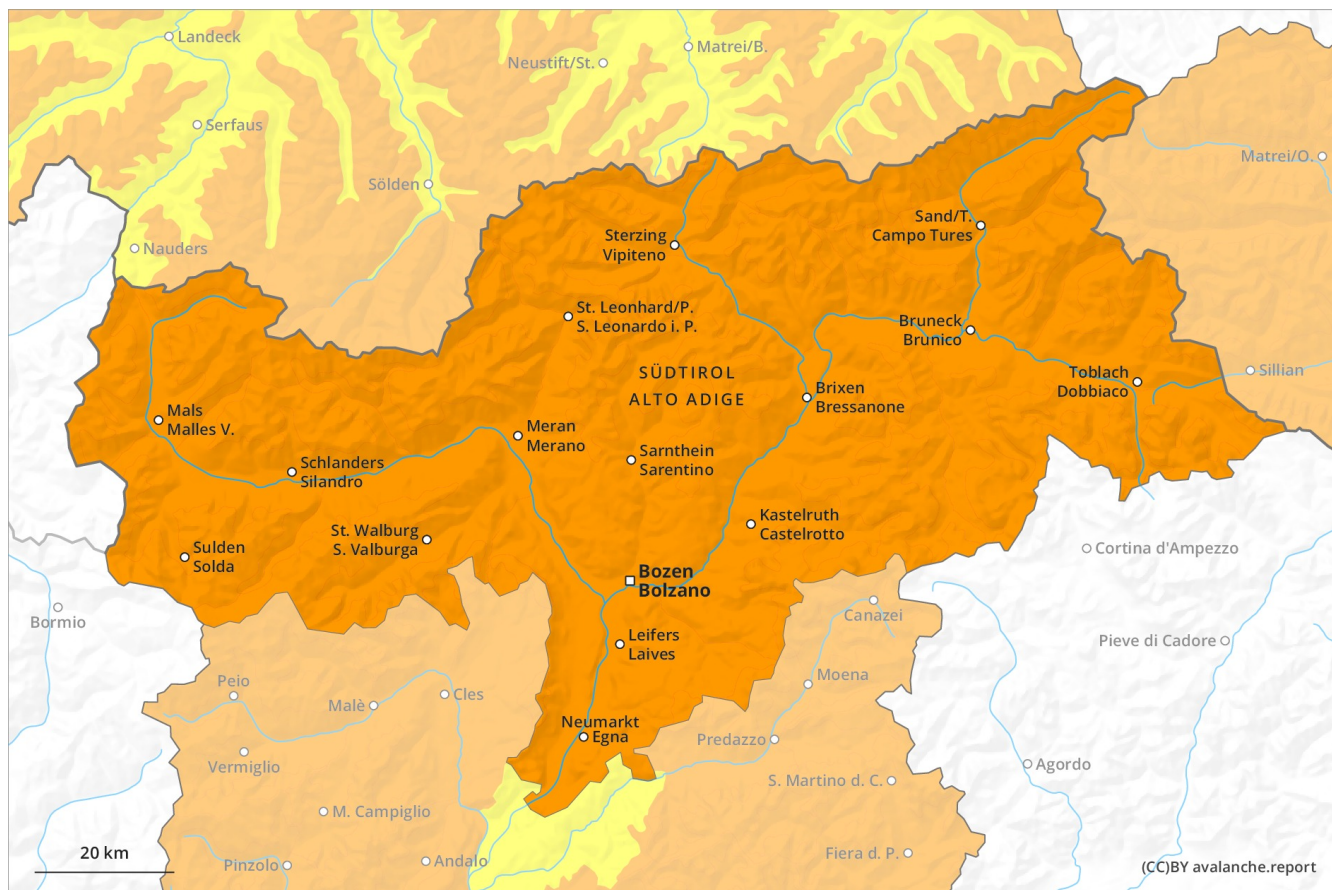 Landeck
Matrei/B.
Neustift/St.
Serfaus
Matrei/O.
Sölden
Sand/T.
Campo Tures
Sterzing
Vipiteno
Nauders
St. Leonhard/P.
S. Leonardo i. P.
Bruneck
Brunico
SÜDTIROL
ALTO ADIGE
Toblach
Dobbiaco
Sillian
Brixen
Bressanone
Mals
Malles V.
Meran
Merano
Sarnthein
Sarentino
Schlanders
Silandro
Kastelruth
Castelrotto
St. Walburg
S. Valburga
Sulden
Solda
Cortina d'Ampezzo
Bozen
Bolzano
Bormio
Canazei
Leifers
Laives
Pieve di Cadore
Peio
Moena
Malè
Cles
Neumarkt
Egna
Predazzo
Vermiglio
Agordo
S. Martino d. C.
M. Campiglio
20 km
Pinzolo
Andalo
Fiera d. P.
(CC)BY avalanche.report